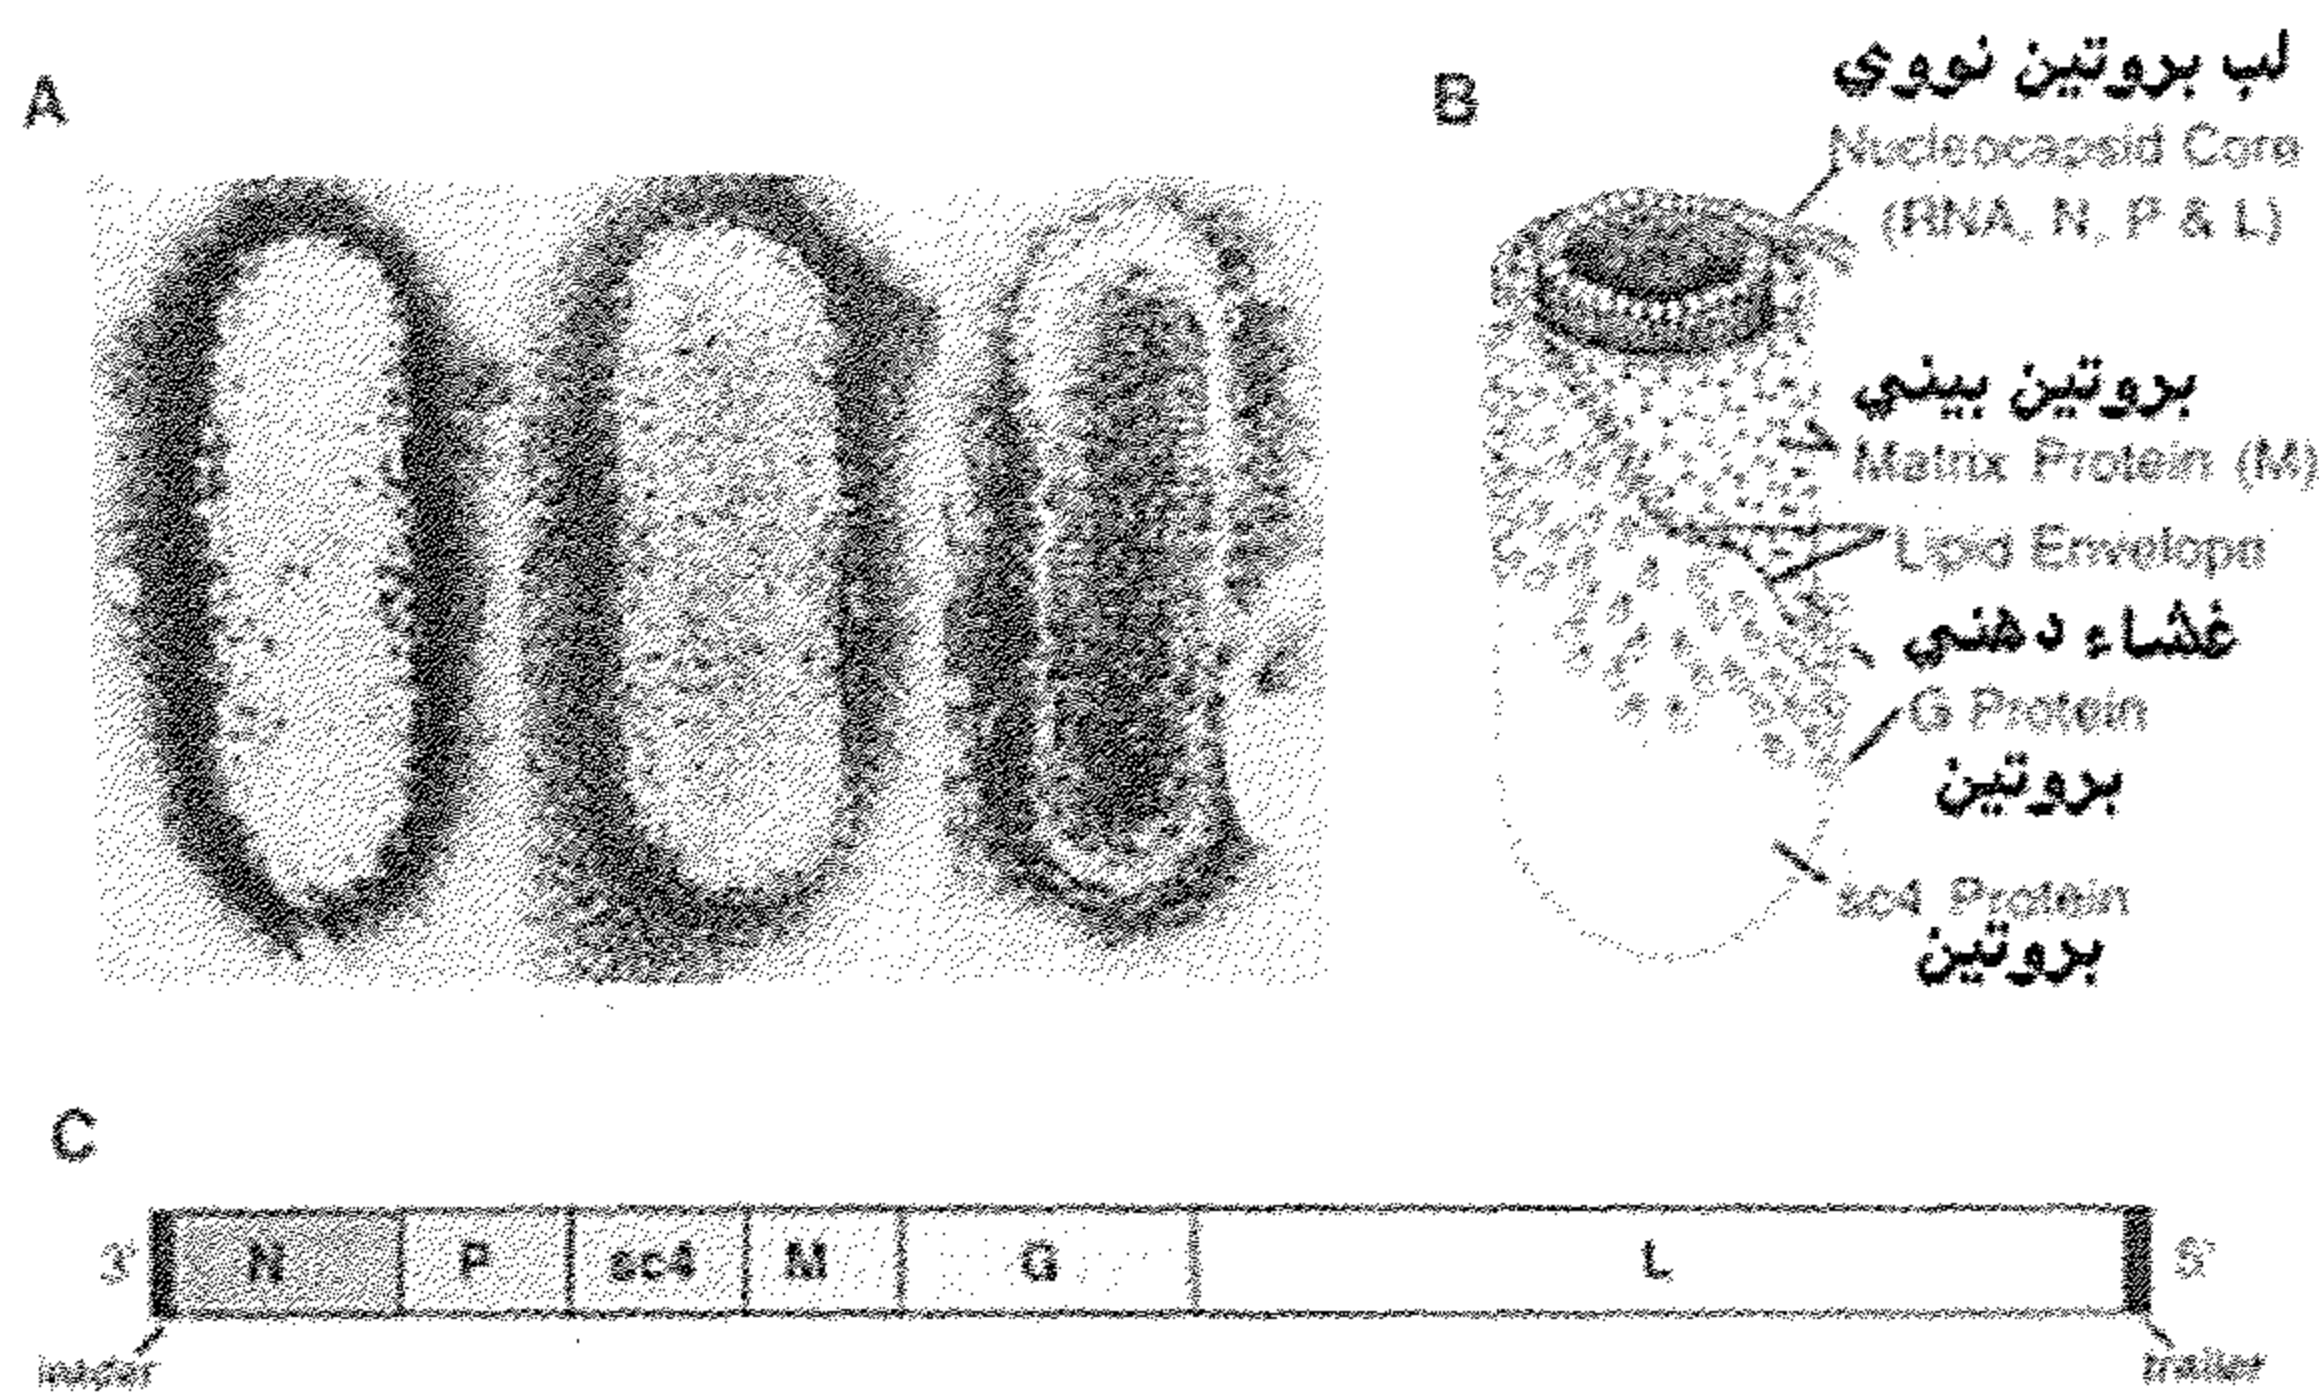 A
B
لب بروتين نووي
Nucleocapsid Core
(RNA, N, P & L)
بروتين بيني
Matrix Protein (M)
Lipid Envelope
غشاء دهني
G Protein
بروتين
sc4 Protein
بروتين
C
3' N P sc4 M G L 5'
leader
trailer